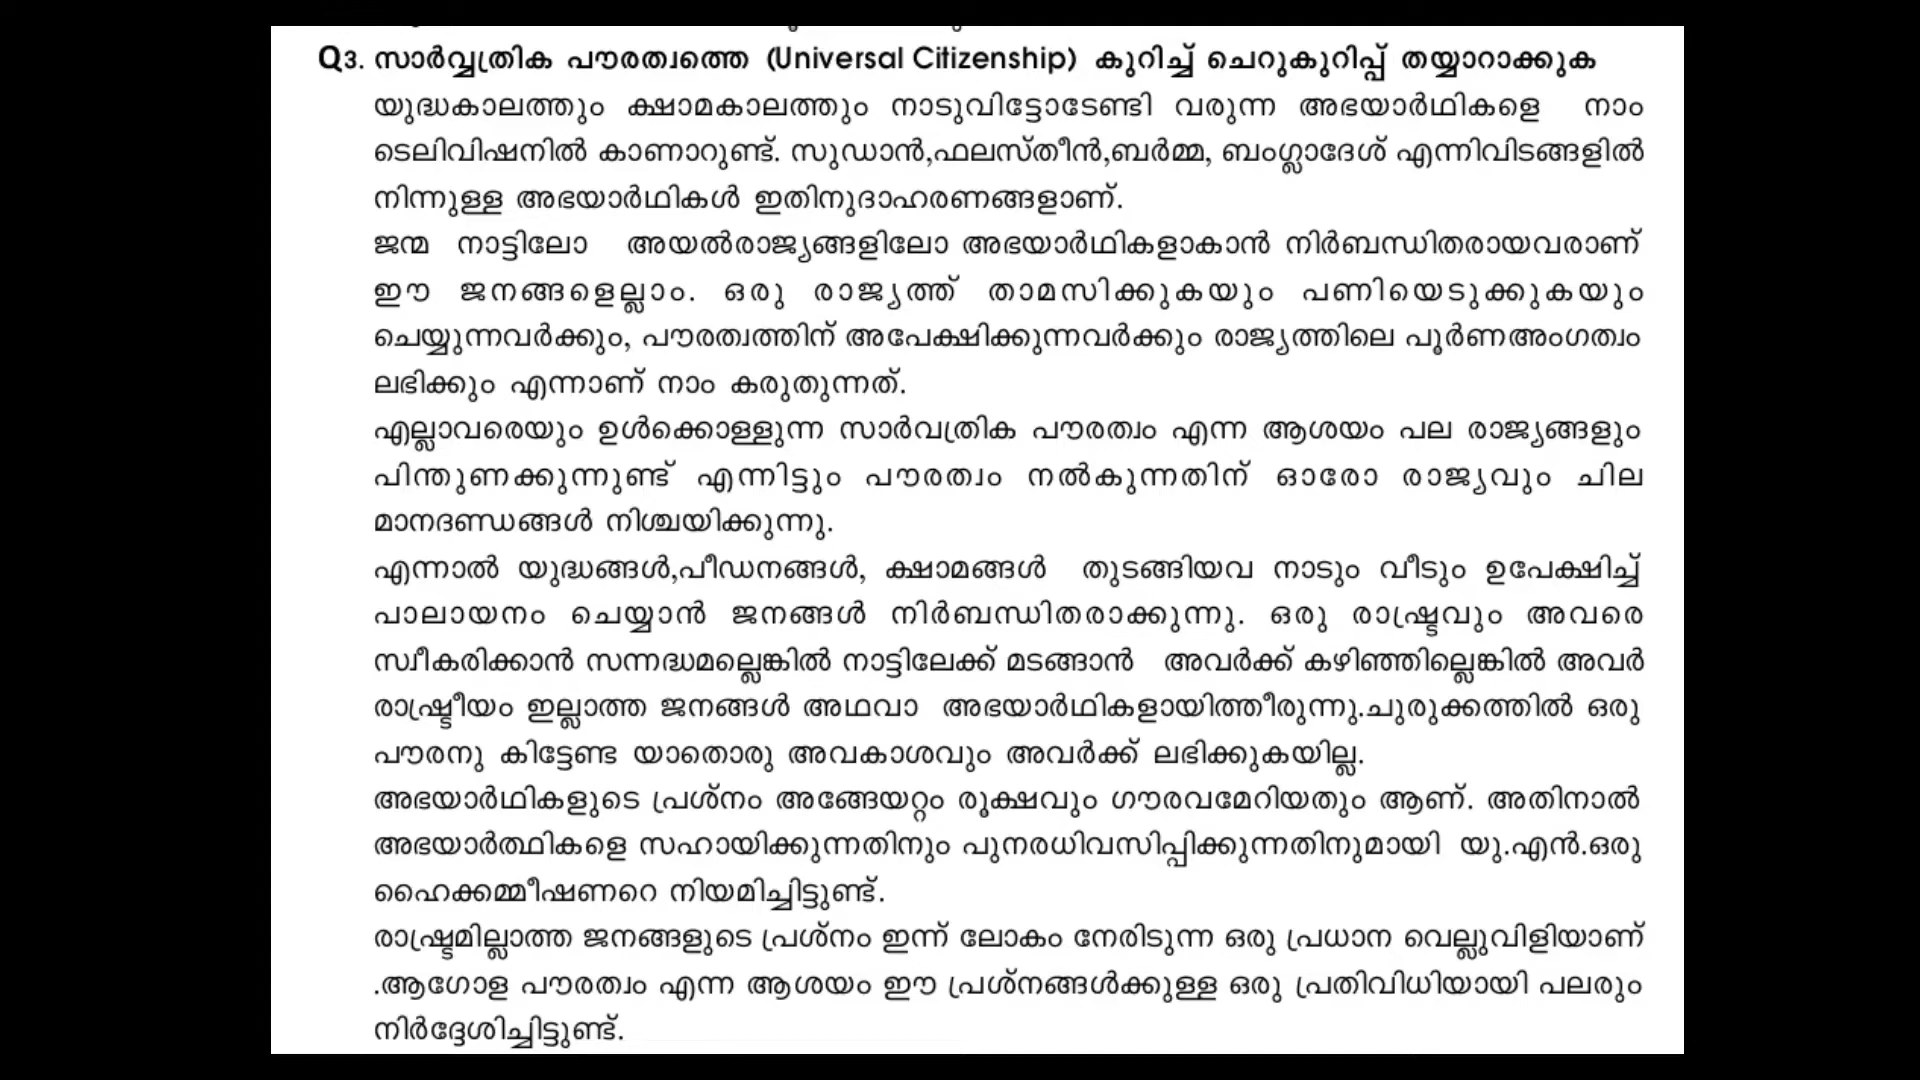 Q3. സാർവ്വത്രിക പൗരത്വത്തെ (Universal Citizenship) കുറിച്ച് ചെറുകുറിപ്പ് തയ്യാറാക്കുക
യുദ്ധകാലത്തും ക്ഷാമകാലത്തും നാടുവിട്ടോടേണ്ടി വരുന്ന അഭയാർഥികളെ നാം
ടെലിവിഷനിൽ കാണാറുണ്ട്. സുഡാൻ,ഫലസ്തീൻ,ബർമ്മ, ബംഗ്ലാദേശ് എന്നിവിടങ്ങളിൽ
നിന്നുള്ള അഭയാർഥികൾ ഇതിനുദാഹരണങ്ങളാണ്.
ജന്മ നാട്ടിലോ അയൽരാജ്യങ്ങളിലോ അഭയാർഥികളാകാൻ നിർബന്ധിതരായവരാണ്
ഈ ജനങ്ങളെല്ലാം. ഒരു രാജ്യത്ത് താമസിക്കുകയും പണിയെടുക്കുകയും
ചെയ്യുന്നവർക്കും, പൗരത്വത്തിന് അപേക്ഷിക്കുന്നവർക്കും രാജ്യത്തിലെ പൂർണഅംഗത്വം
ലഭിക്കും എന്നാണ് നാം കരുതുന്നത്.
എല്ലാവരെയും ഉൾക്കൊള്ളുന്ന സാർവത്രിക പൗരത്വം എന്ന ആശയം പല രാജ്യങ്ങളും
പിന്തുണക്കുന്നുണ്ട് എന്നിട്ടും പൗരത്വം നൽകുന്നതിന് ഓരോ രാജ്യവും ചില
മാനദണ്ഡങ്ങൾ നിശ്ചയിക്കുന്നു.
എന്നാൽ യുദ്ധങ്ങൾ,പീഡനങ്ങൾ, ക്ഷാമങ്ങൾ തുടങ്ങിയവ നാടും വീടും ഉപേക്ഷിച്ച്
പാലായനം ചെയ്യാൻ ജനങ്ങൾ നിർബന്ധിതരാക്കുന്നു. ഒരു രാഷ്ട്രവും അവരെ
സ്വീകരിക്കാൻ സന്നദ്ധമല്ലെങ്കിൽ നാട്ടിലേക്ക് മടങ്ങാൻ അവർക്ക് കഴിഞ്ഞില്ലെങ്കിൽ അവർ
രാഷ്ട്രീയം ഇല്ലാത്ത ജനങ്ങൾ അഥവാ അഭയാർഥികളായിത്തീരുന്നു.ചുരുക്കത്തിൽ ഒരു
പൗരനു കിട്ടേണ്ട യാതൊരു അവകാശവും അവർക്ക് ലഭിക്കുകയില്ല.
അഭയാർഥികളുടെ പ്രശ്നം അങ്ങേയറ്റം രൂക്ഷവും ഗൗരവമേറിയതും ആണ്. അതിനാൽ
അഭയാർത്ഥികളെ സഹായിക്കുന്നതിനും പുനരധിവസിപ്പിക്കുന്നതിനുമായി യു.എൻ.ഒരു
ഹൈക്കമ്മീഷണറെ നിയമിച്ചിട്ടുണ്ട്.
രാഷ്ട്രമില്ലാത്ത ജനങ്ങളുടെ പ്രശ്നം ഇന്ന് ലോകം നേരിടുന്ന ഒരു പ്രധാന വെല്ലുവിളിയാണ്
.ആഗോള പൗരത്വം എന്ന ആശയം ഈ പ്രശ്നങ്ങൾക്കുള്ള ഒരു പ്രതിവിധിയായി പലരും
നിർദ്ദേശിച്ചിട്ടുണ്ട്.